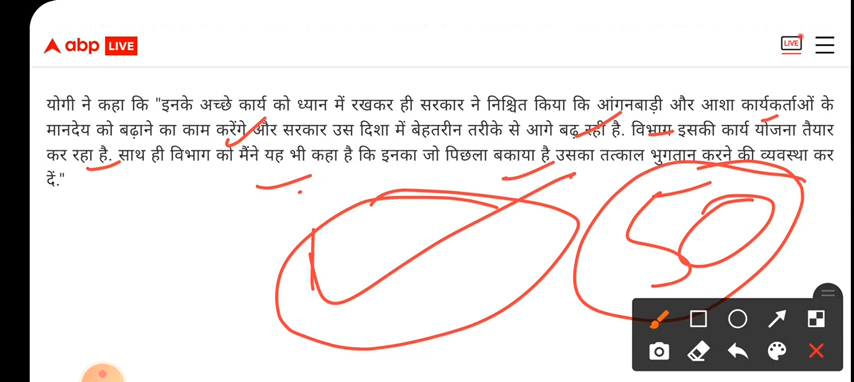 abp LIVE
LIVE
योगी ने कहा कि "इनके अच्छे कार्य को ध्यान में रखकर ही सरकार ने निश्चित किया कि आंगनबाड़ी और आशा कार्यकर्ताओं के
मानदेय को बढ़ाने का काम करेंगे और सरकार उस दिशा में बेहतरीन तरीके से आगे बढ़ रही है. विभाग इसकी कार्य योजना तैयार
कर रहा है. साथ ही विभाग को मैंने यह भी कहा है कि इनका जो पिछला बकाया है उसका तत्काल भुगतान करने की व्यवस्था कर
दें."
50